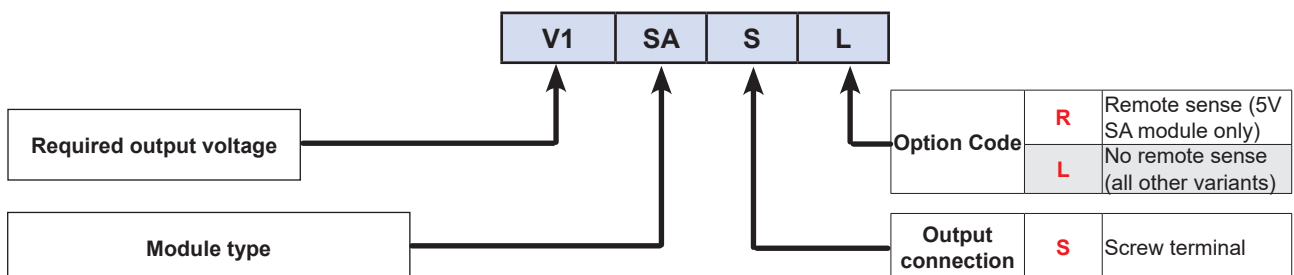 V1 SA S L
Required output voltage
Option Code
R
Remote sense (5V
SA module only)
L
No remote sense
(all other variants)
Module type
Output
connection
S
Screw terminal